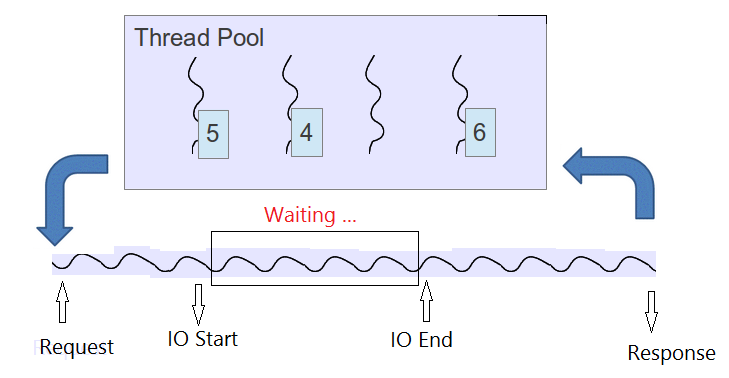 Thread Pool
5
4
6
Waiting ...
Request
IO Start
IO End
Response